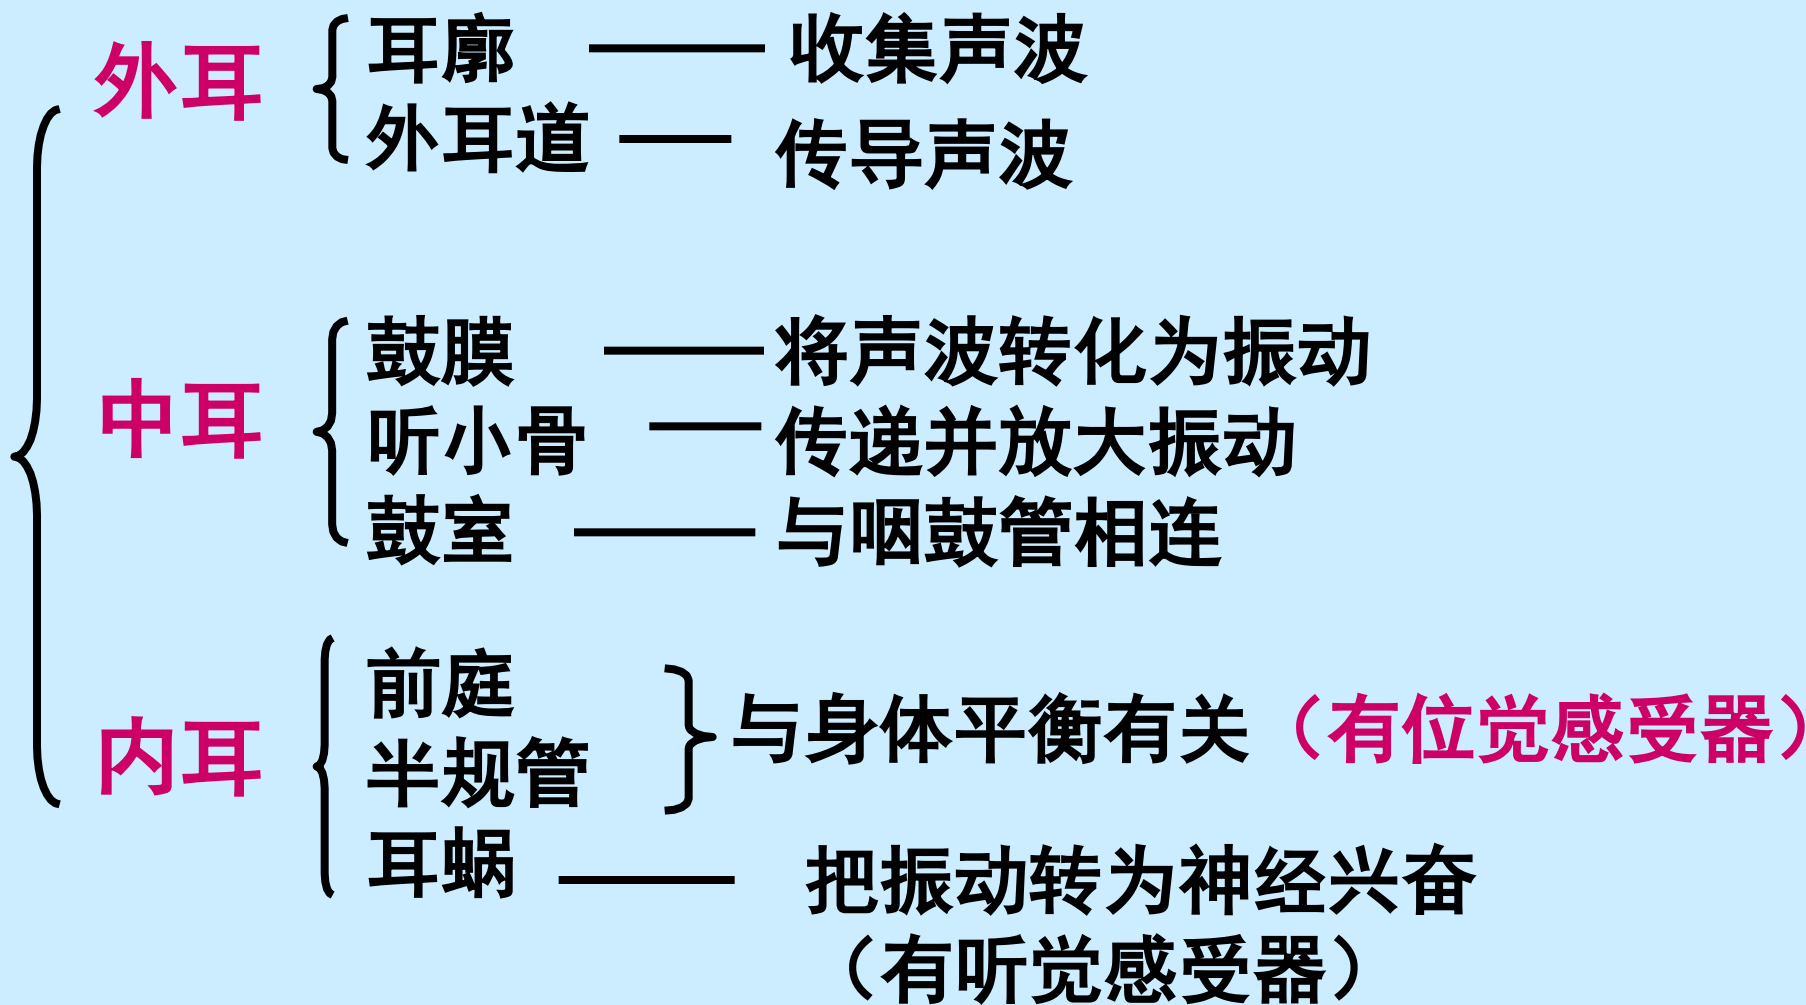 外耳
耳廓 收集声波
外耳道 传导声波
中耳
鼓膜 将声波转化为振动
听小骨 传递并放大振动
鼓室 与咽鼓管相连
内耳
前庭
半规管
与身体平衡有关（有位觉感受器）
耳蜗 把振动转为神经兴奋
（有听觉感受器）